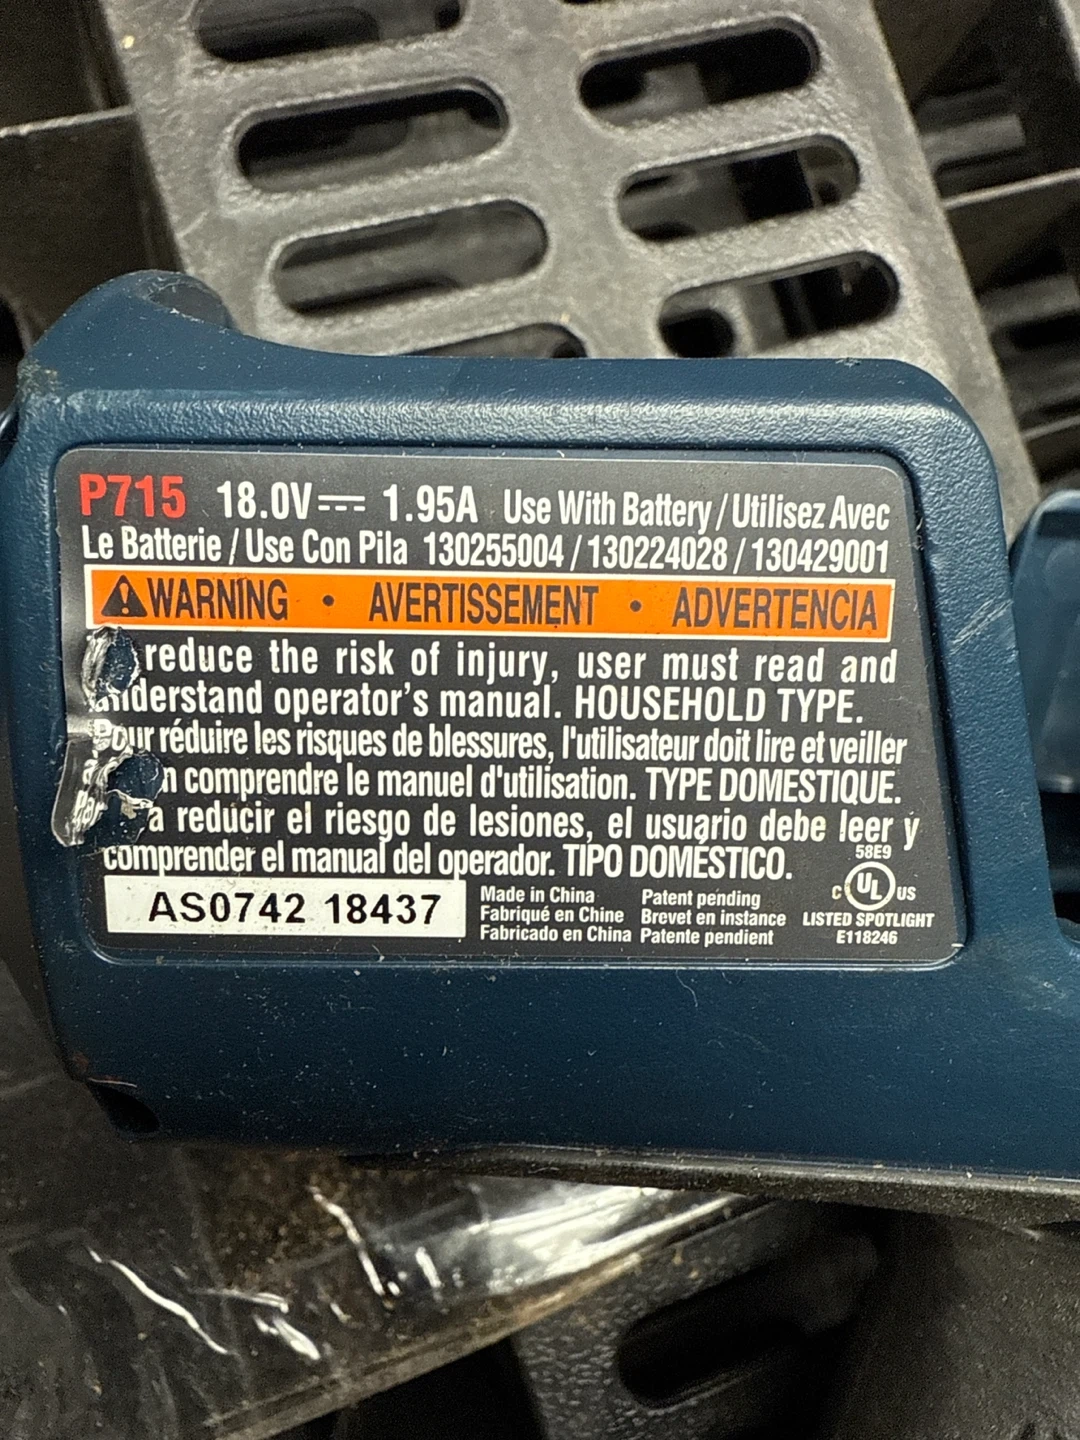 P715 18.0V⎓ 1.95A Use With Battery / Utilisez Avec
Le Batterie / Use Con Pila 130255004 / 130224028 / 130429001
WARNING • AVERTISSEMENT • ADVERTENCIA
reduce the risk of injury, user must read and
understand operator's manual. HOUSEHOLD TYPE.
Pour réduire les risques de blessures, l'utilisateur doit lire et veiller
comprendre le manuel d'utilisation. TYPE DOMESTIQUE.
a reducir el riesgo de lesiones, el usuario debe leer y
comprender el manual del operador. TIPO DOMÉSTICO.
58E9
AS0742 18437
Made in China
Fabriqué en Chine
Fabricado en China
Patent pending
Brevet en instance
Patente pendient
C UL US
LISTED SPOTLIGHT
E118246